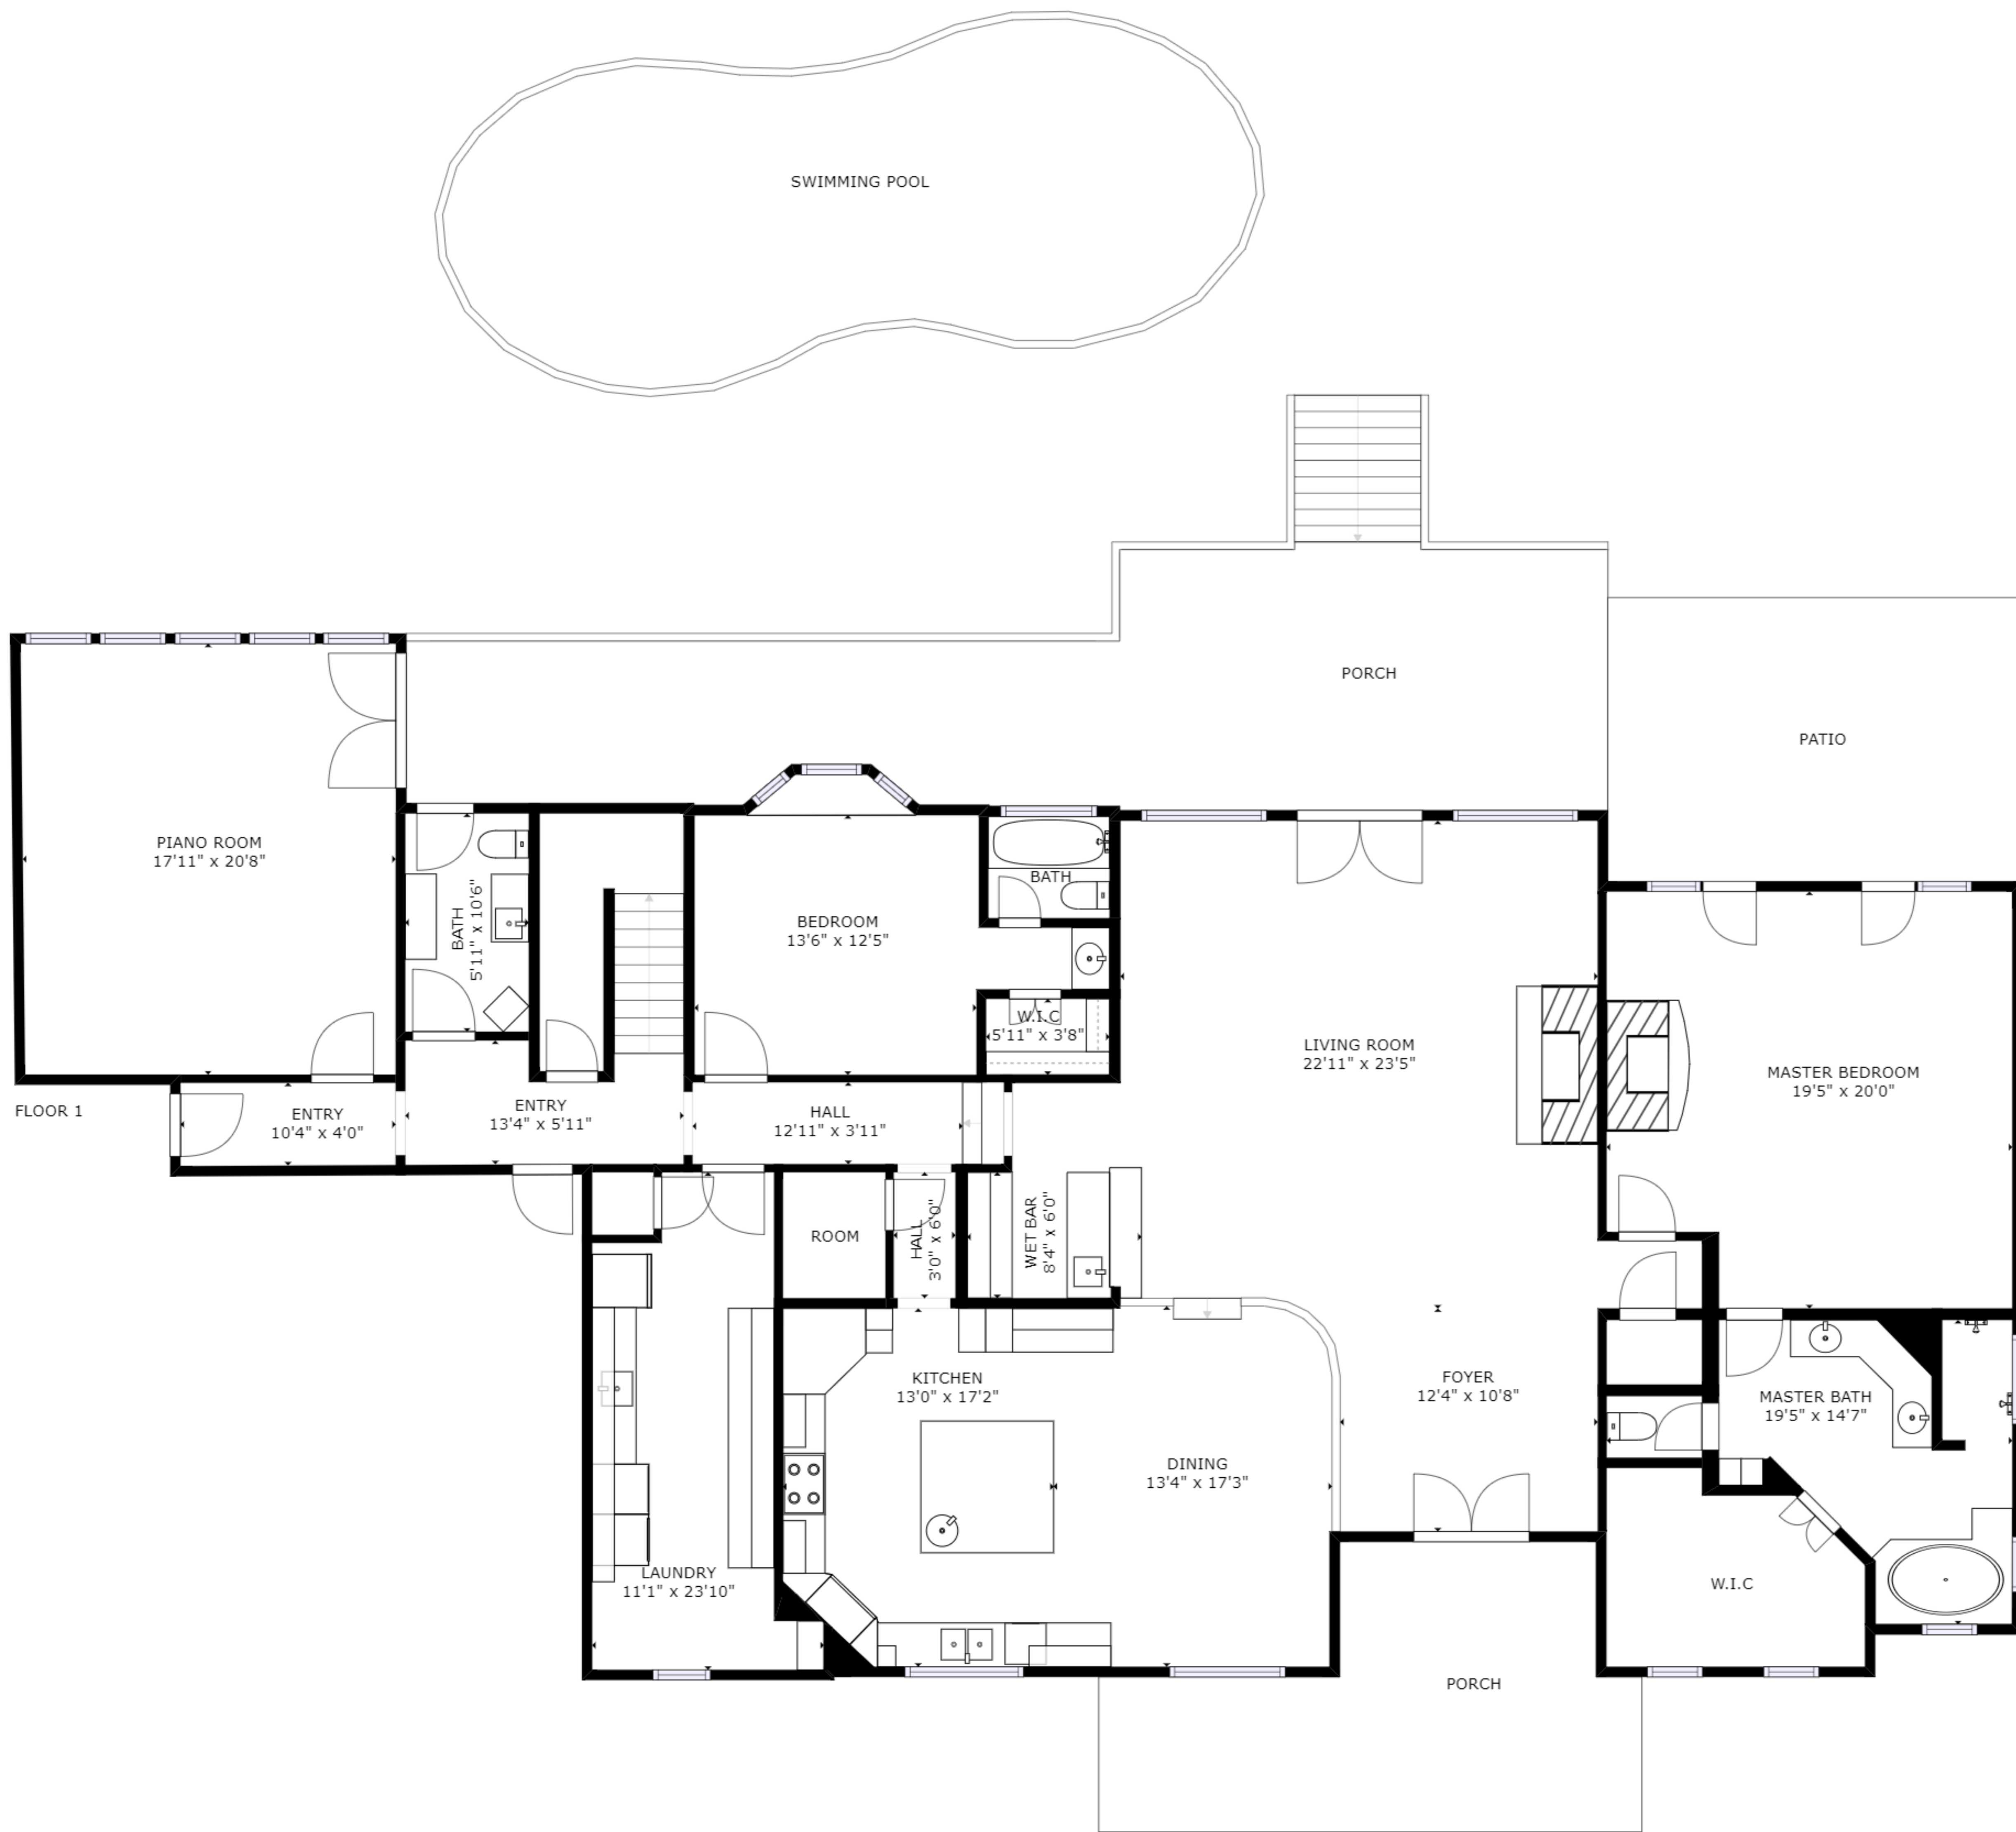 SWIMMING POOL
PORCH
PATIO
PIANO ROOM
17'11" x 20'8"
BATH
5'11" x 10'6"
BEDROOM
13'6" x 12'5"
BATH
W.I.C
5'11" x 3'8"
LIVING ROOM
22'11" x 23'5"
MASTER BEDROOM
19'5" x 20'0"
FLOOR 1
ENTRY
10'4" x 4'0"
ENTRY
13'4" x 5'11"
HALL
12'11" x 3'11"
ROOM
HALL
3'0" x 6'0"
WET BAR
8'4" x 6'0"
KITCHEN
13'0" x 17'2"
FOYER
12'4" x 10'8"
MASTER BATH
19'5" x 14'7"
DINING
13'4" x 17'3"
LAUNDRY
11'1" x 23'10"
W.I.C
PORCH